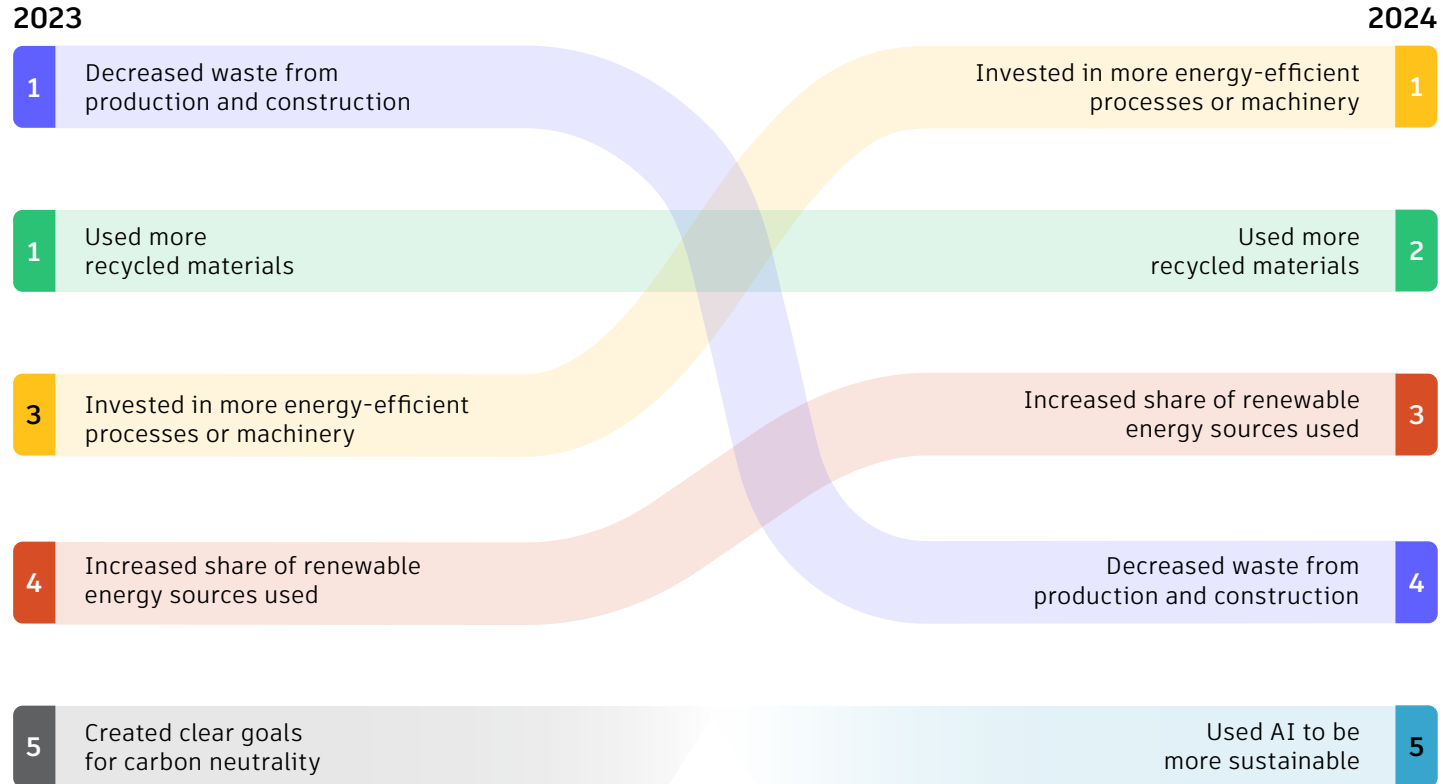 2023
2024
1
Decreased waste from
production and construction
Invested in more energy-efficient
processes or machinery
1
1
Used more
recycled materials
Used more
recycled materials
2
3
Invested in more energy-efficient
processes or machinery
Increased share of renewable
energy sources used
3
4
Increased share of renewable
energy sources used
Decreased waste from
production and construction
4
5
Created clear goals
for carbon neutrality
Used AI to be
more sustainable
5